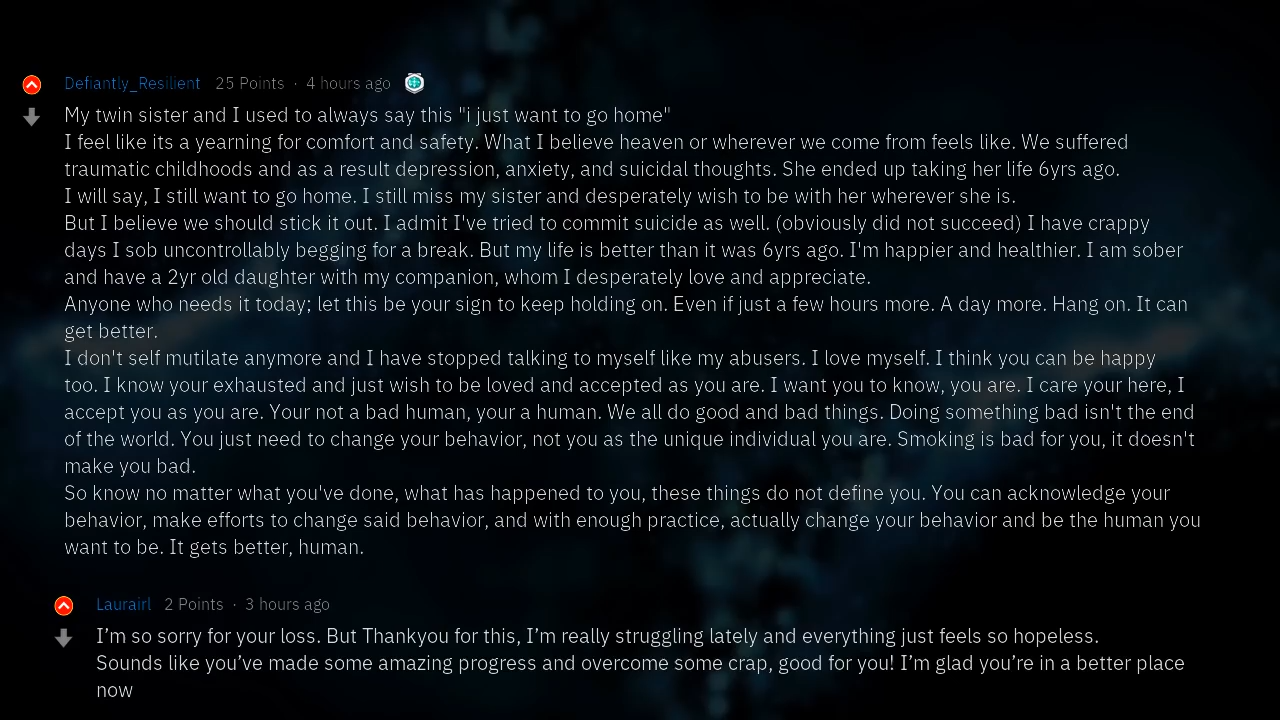 Defiantly_Resilient 25 Points · 4 hours ago
My twin sister and I used to always say this "i just want to go home"
I feel like its a yearning for comfort and safety. What I believe heaven or wherever we come from feels like. We suffered
traumatic childhoods and as a result depression, anxiety, and suicidal thoughts. She ended up taking her life 6yrs ago.
I will say, I still want to go home. I still miss my sister and desperately wish to be with her wherever she is.
But I believe we should stick it out. I admit I've tried to commit suicide as well. (obviously did not succeed) I have crappy
days I sob uncontrollably begging for a break. But my life is better than it was 6yrs ago. I'm happier and healthier. I am sober
and have a 2yr old daughter with my companion, whom I desperately love and appreciate.
Anyone who needs it today; let this be your sign to keep holding on. Even if just a few hours more. A day more. Hang on. It can
get better.
I don't self mutilate anymore and I have stopped talking to myself like my abusers. I love myself. I think you can be happy
too. I know your exhausted and just wish to be loved and accepted as you are. I want you to know, you are. I care your here, I
accept you as you are. Your not a bad human, your a human. We all do good and bad things. Doing something bad isn't the end
of the world. You just need to change your behavior, not you as the unique individual you are. Smoking is bad for you, it doesn't
make you bad.
So know no matter what you've done, what has happened to you, these things do not define you. You can acknowledge your
behavior, make efforts to change said behavior, and with enough practice, actually change your behavior and be the human you
want to be. It gets better, human.
Laurairl 2 Points · 3 hours ago
I’m so sorry for your loss. But Thankyou for this, I’m really struggling lately and everything just feels so hopeless.
Sounds like you’ve made some amazing progress and overcome some crap, good for you! I’m glad you’re in a better place
now